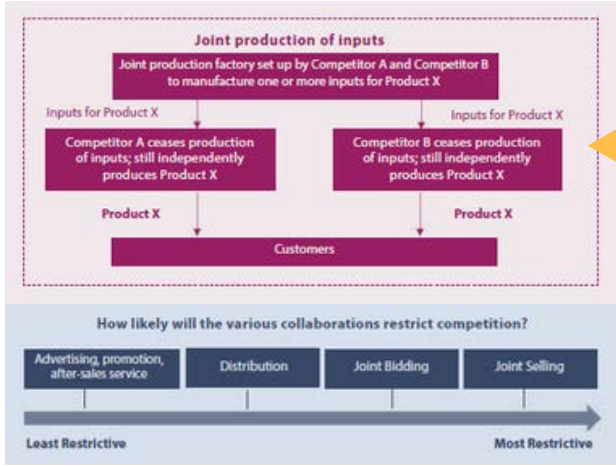 Joint production of inputs
Joint production factory set up by Competitor A and Competitor B
to manufacture one or more inputs for Product X
Inputs for Product X
Inputs for Product X
Competitor A ceases production
of inputs; still independently
produces Product X
Competitor B ceases production
of inputs; still independently
produces Product X
Product X
Product X
Customers
How likely will the various collaborations restrict competition?
Advertising, promotion,
after-sales service
Distribution
Joint Bidding
Joint Selling
Least Restrictive
Most Restrictive